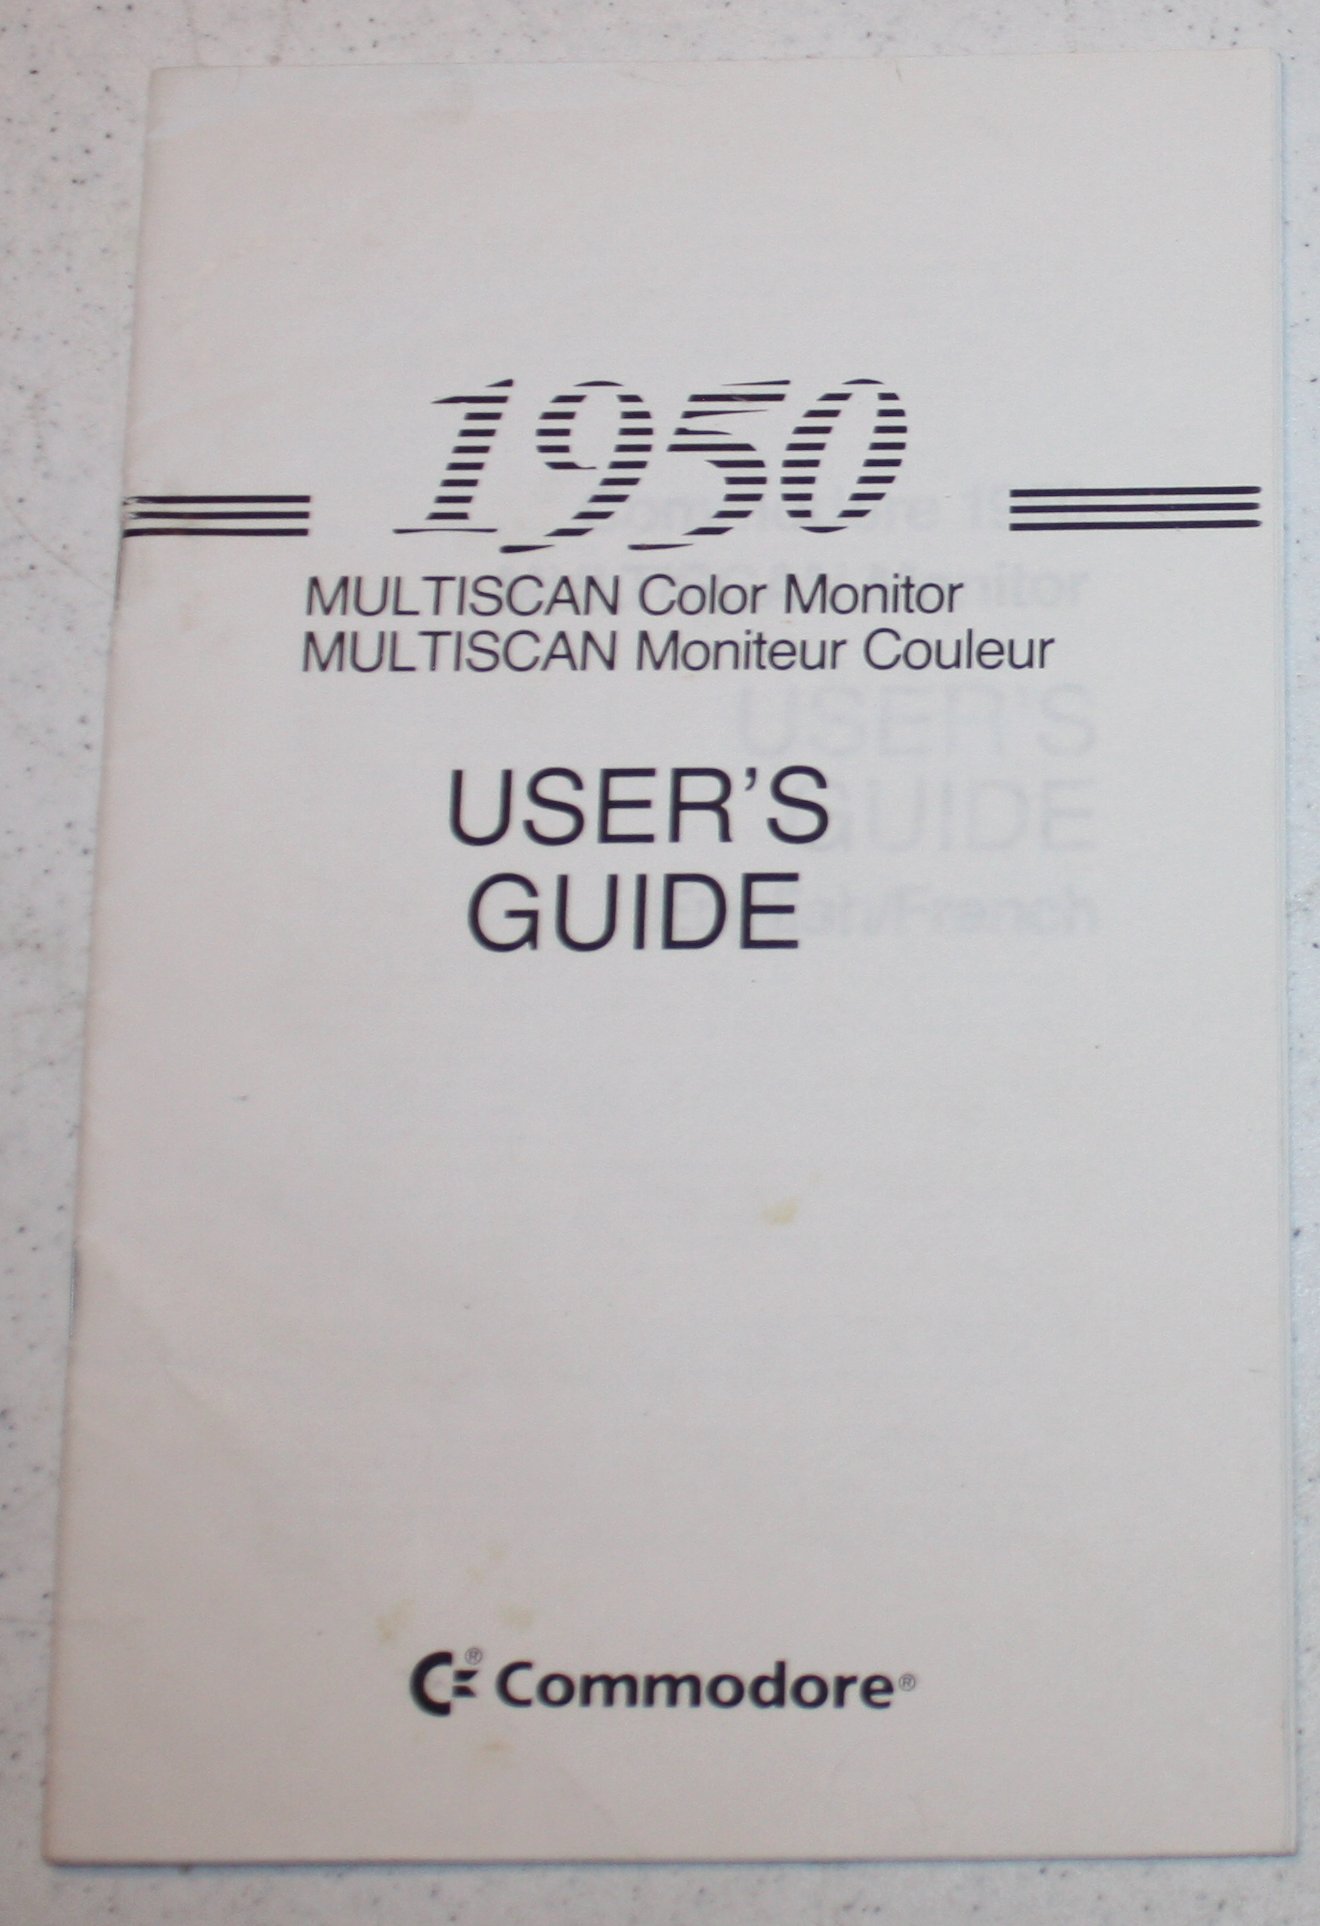 1950
MULTISCAN Color Monitor
MULTISCAN Moniteur Couleur
USER'S
GUIDE
C® Commodore®